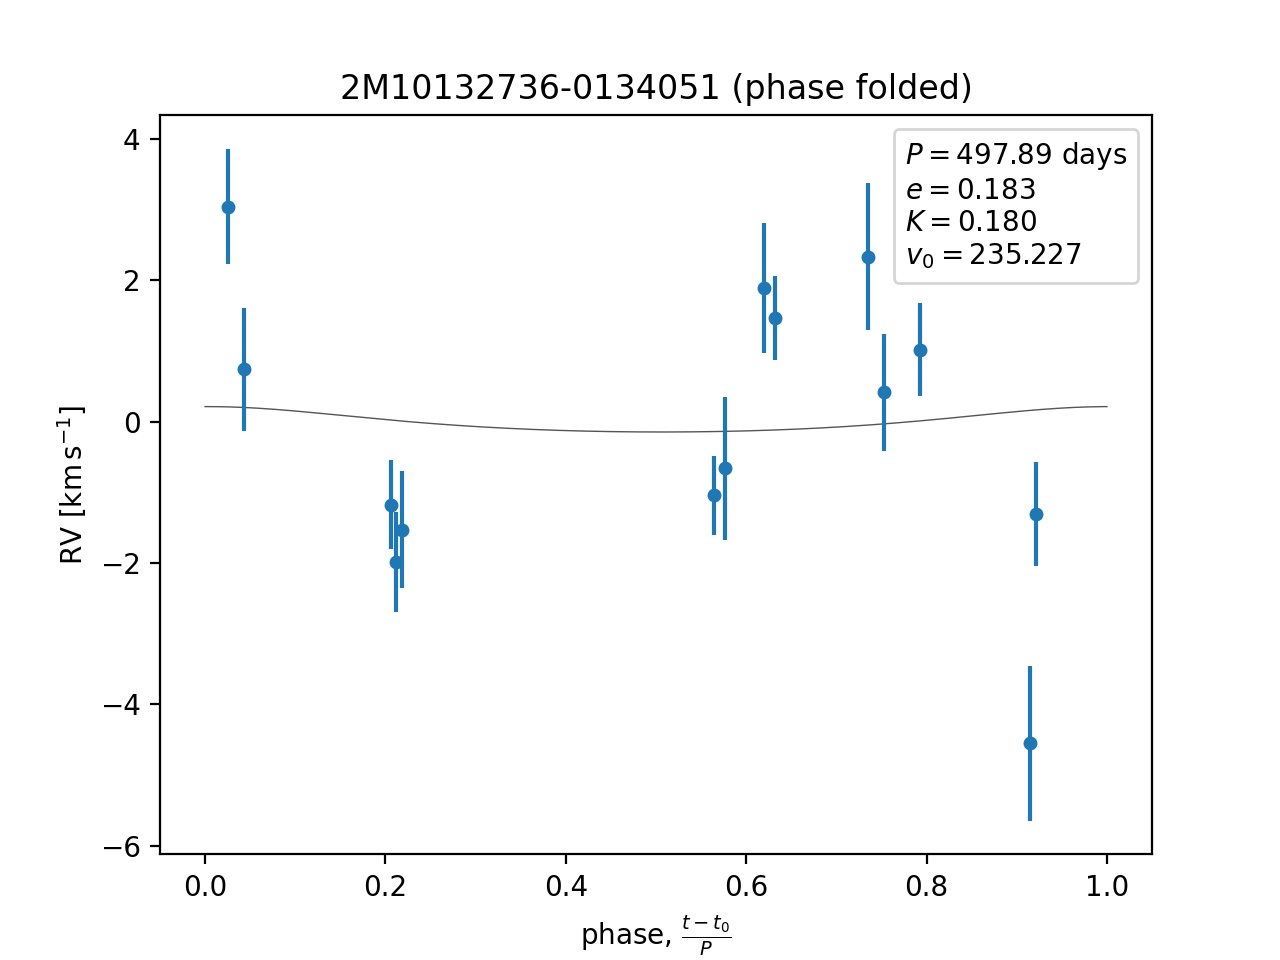 2M10132736-0134051 (phase folded)
P = 497.89 days
e = 0.183
K = 0.180
v₀ = 235.227
RV [km s⁻¹]
4
2
0
−2
−4
−6
0.0 0.2 0.4 0.6 0.8 1.0
phase, (t − t₀)/P